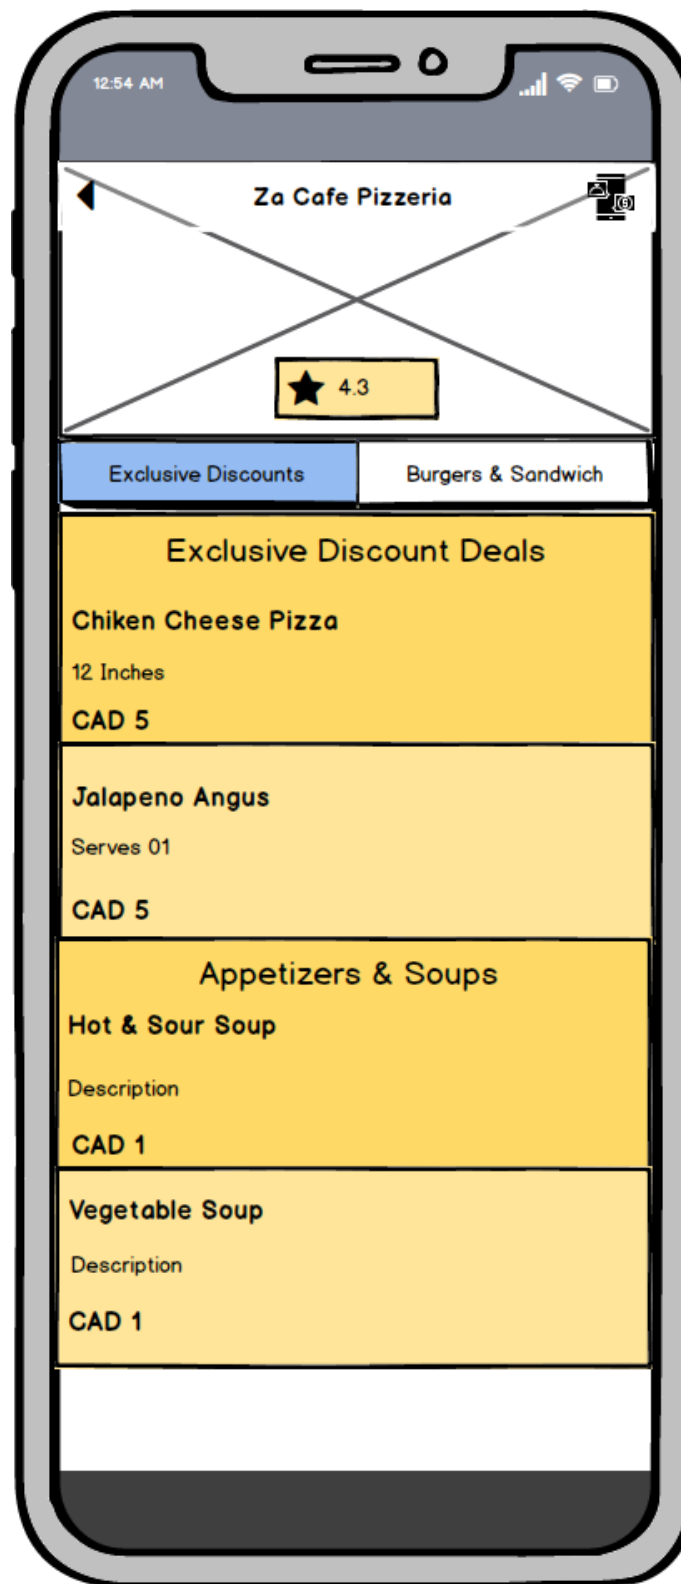 12:54 AM
Za Cafe Pizzeria
4.3
Exclusive Discounts
Burgers & Sandwich
Exclusive Discount Deals
Chiken Cheese Pizza
12 Inches
CAD 5
Jalapeno Angus
Serves 01
CAD 5
Appetizers & Soups
Hot & Sour Soup
Description
CAD 1
Vegetable Soup
Description
CAD 1